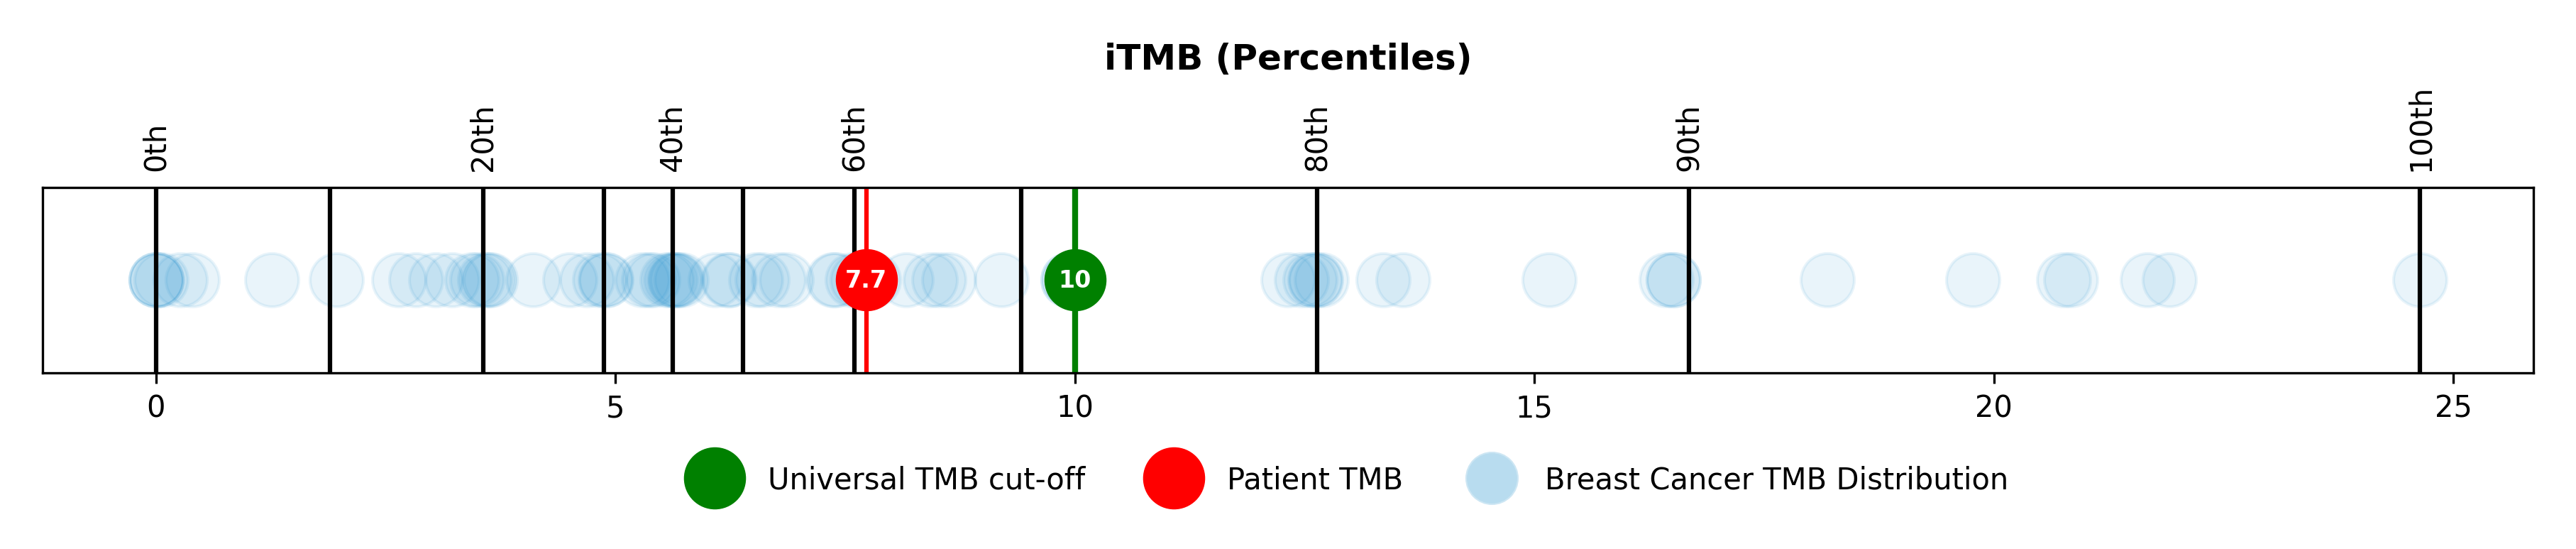 iTMB (Percentiles)
0th 20th 40th 60th 80th 90th 100th
7.7 10
0 5 10 15 20 25
Universal TMB cut-off Patient TMB Breast Cancer TMB Distribution